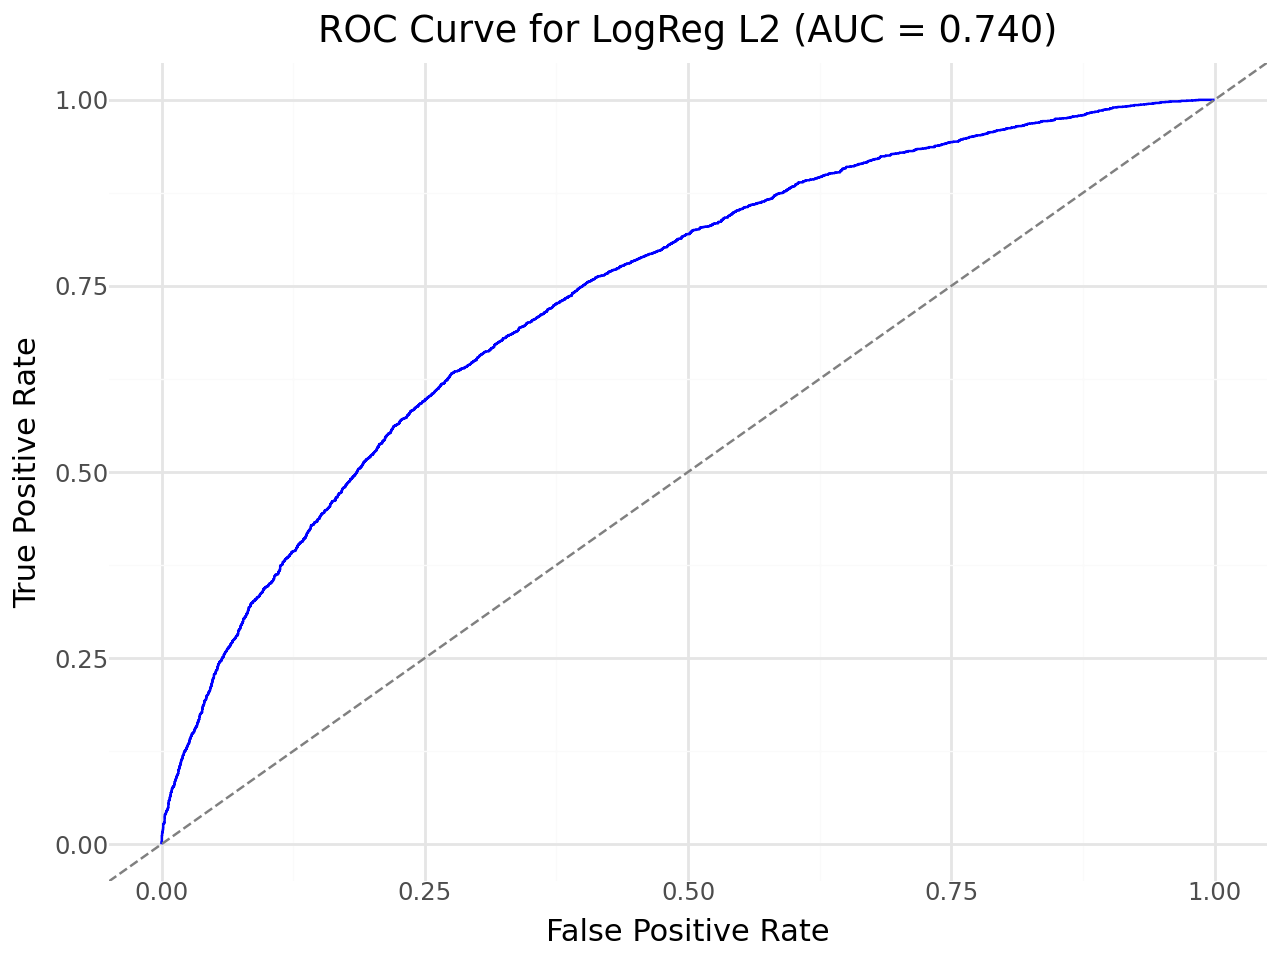 ROC Curve for LogReg L2 (AUC = 0.740)
True Positive Rate
1.00
0.75
0.50
0.25
0.00
0.00 0.25 0.50 0.75 1.00
False Positive Rate